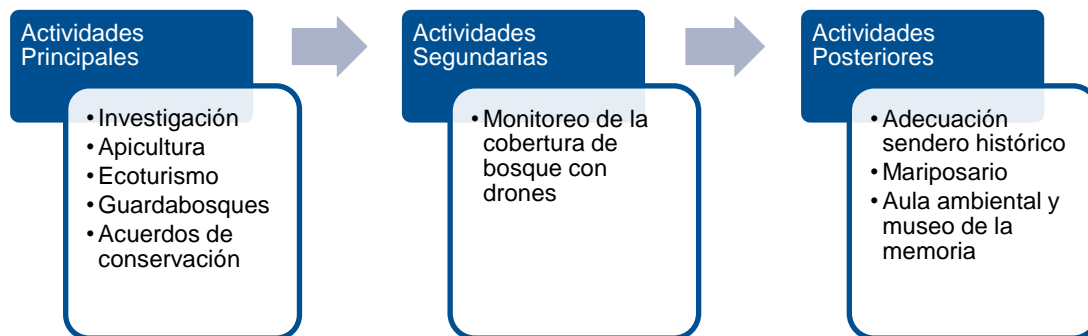 Actividades
Principales
• Investigación
• Apicultura
• Ecoturismo
• Guardabosques
• Acuerdos de
conservación
Actividades
Segundarias
• Monitoreo de la
cobertura de
bosque con
drones
Actividades
Posteriores
• Adecuación
sendero histórico
• Mariposario
• Aula ambiental y
museo de la
memoria